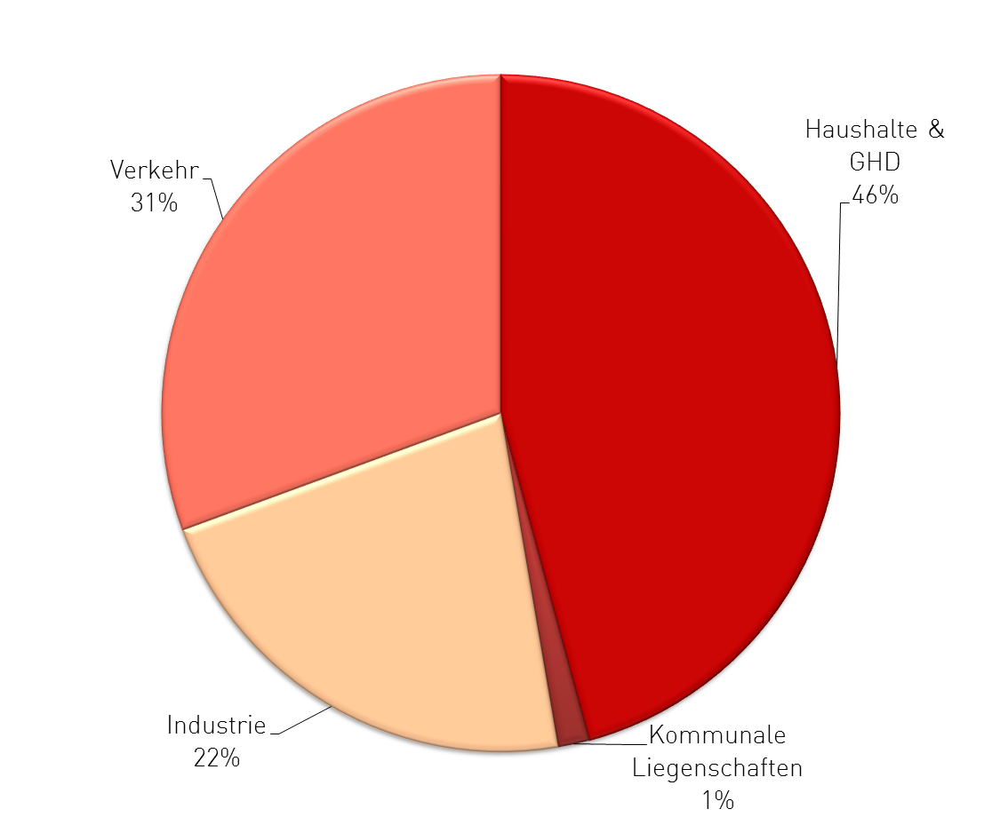 Haushalte &
GHD
46%
Verkehr
31%
Industrie
22%
Kommunale
Liegenschaften
1%